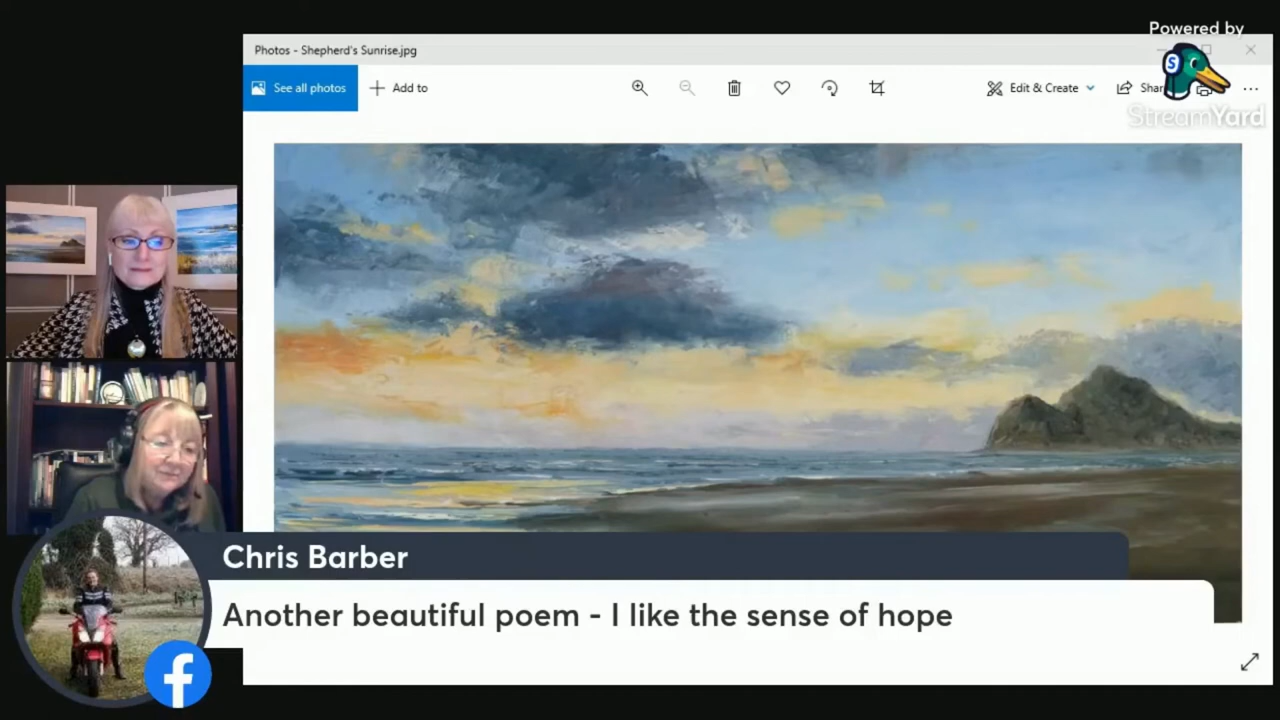 Powered by
StreamYard
Photos - Shepherd's Sunrise.jpg
See all photos
Add to
Edit & Create
Shar
Chris Barber
Another beautiful poem - I like the sense of hope